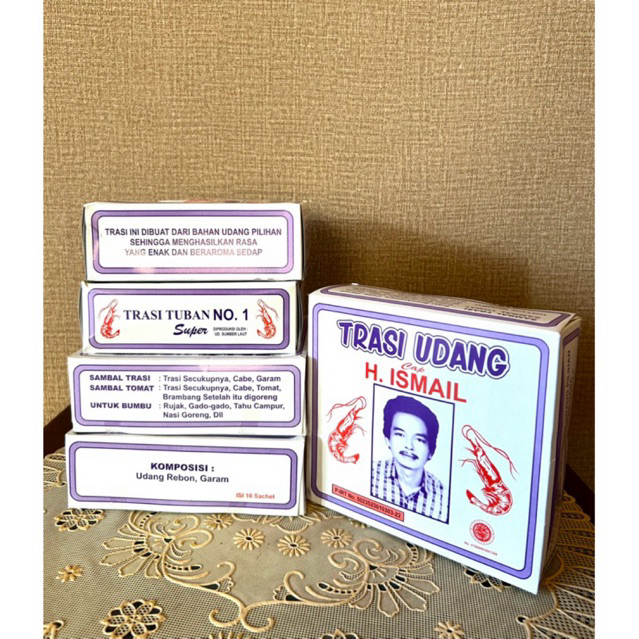 TRASI INI DIBUAT DARI BAHAN UDANG PILIHAN
SEHINGGA MENGHASILKAN RASA
YANG ENAK DAN BERAROMA SEDAP
TRASI TUBAN NO. 1
Super
DIPRODUKSI OLEH :
UD. SUMBER LAUT
SAMBAL TRASI : Trasi Secukupnya, Cabe, Garam
SAMBAL TOMAT : Trasi Secukupnya, Cabe, Tomat,
Brambang Setelah itu digoreng
UNTUK BUMBU : Rujak, Gado-gado, Tahu Campur,
Nasi Goreng, Dll
KOMPOSISI :
Udang Rebon, Garam
ISI 10 Sachet
TRASI UDANG
Cap
H. ISMAIL